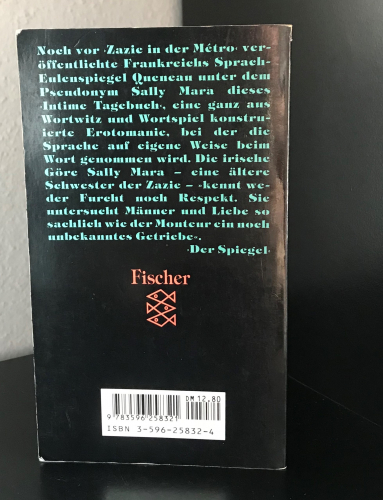 Noch vor ›Zazie in der Métro‹ ver-
öffentlichte Frankreichs Sprach-
Eulenspiegel Queneau unter dem
Pseudonym Sally Mara dieses
›Intime Tagebuch‹, eine ganz aus
Wortwitz und Wortspiel konstru-
ierte Erotomanie, bei der die
Sprache auf eigene Weise beim
Wort genommen wird. Die irische
Göre Sally Mara – eine ältere
Schwester der Zazie – »kennt we-
der Furcht noch Respekt. Sie
untersucht Männer und Liebe so
sachlich wie der Monteur ein noch
unbekanntes Getriebe«.
›Der Spiegel‹
Fischer
DM 12,80
9 783596 258321
ISBN 3-596-25832-4